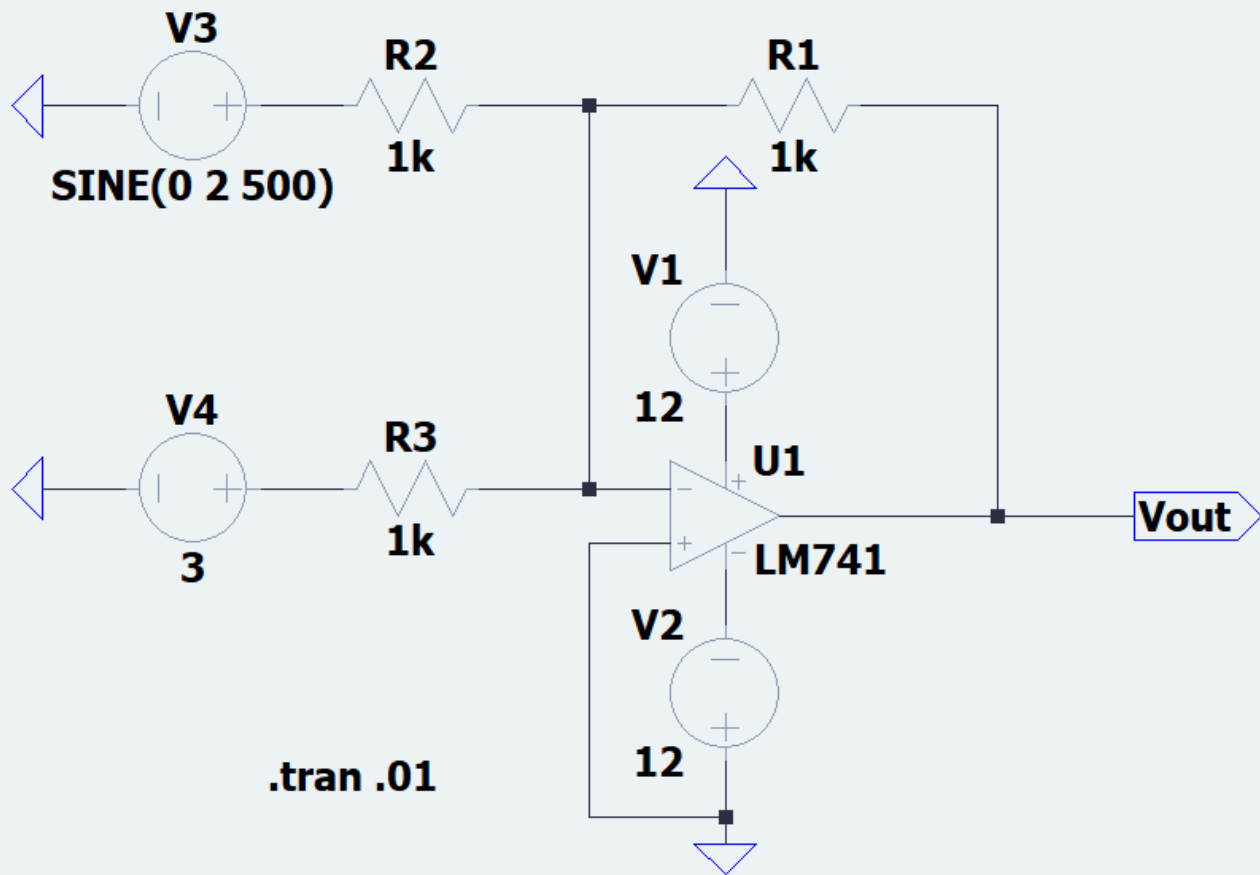 V3
R2
R1
1k
1k
SINE(0 2 500)
V1
12
V4
R3
U1
1k
3
LM741
Vout
V2
12
.tran .01